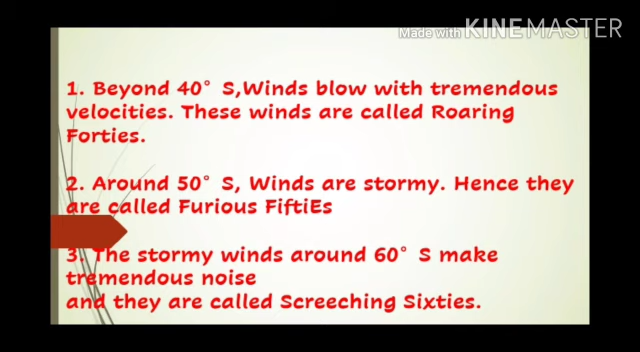 Made with KINEMASTER
1. Beyond 40° S,Winds blow with tremendous
velocities. These winds are called Roaring
Forties.
2. Around 50° S, Winds are stormy. Hence they
are called Furious FiftiEs
3. The stormy winds around 60° S make
tremendous noise
and they are called Screeching Sixties.